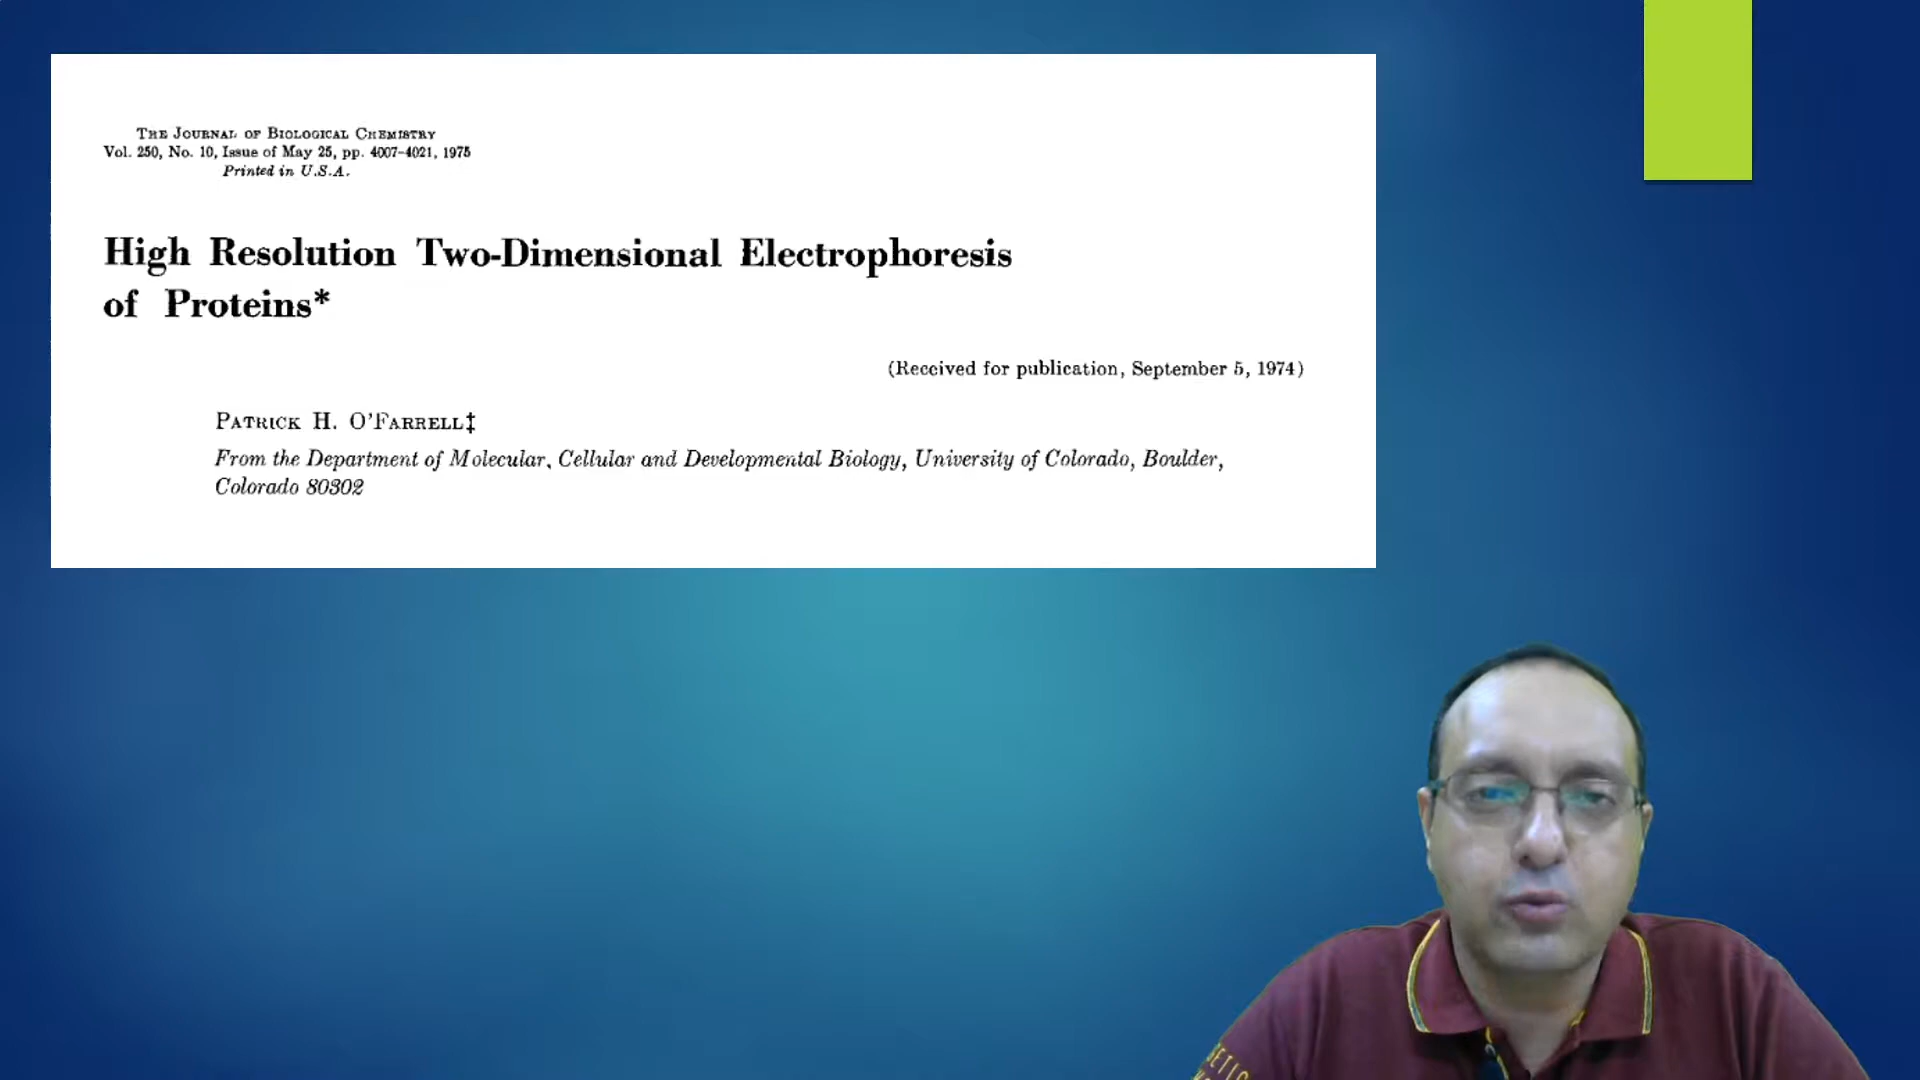 THE JOURNAL OF BIOLOGICAL CHEMISTRY
Vol. 250, No. 10, Issue of May 25, pp. 4007-4021, 1975
Printed in U.S.A.
High Resolution Two-Dimensional Electrophoresis
of Proteins*
(Received for publication, September 5, 1974)
PATRICK H. O'FARRELL‡
From the Department of Molecular, Cellular and Developmental Biology, University of Colorado, Boulder,
Colorado 80302